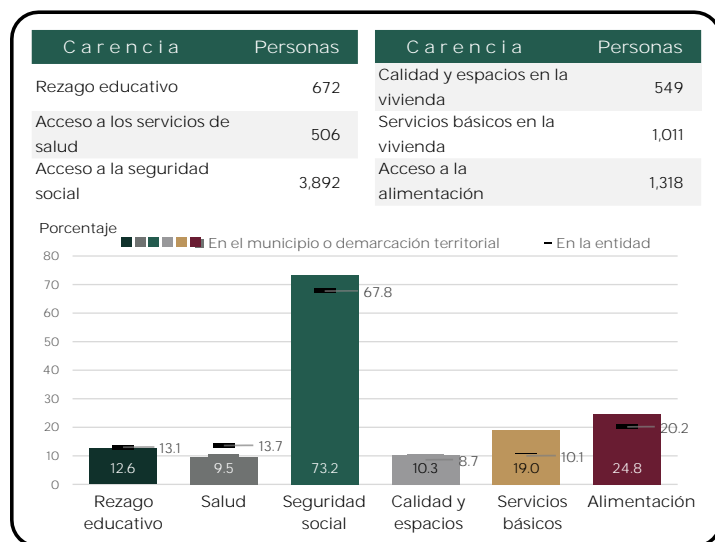 Carencia Personas
Rezago educativo 672
Acceso a los servicios de
salud 506
Acceso a la seguridad
social 3,892
Carencia Personas
Calidad y espacios en la
vivienda 549
Servicios básicos en la
vivienda 1,011
Acceso a la
alimentación 1,318
Porcentaje
En el municipio o demarcación territorial En la entidad
80
70
60
50
40
30
20
10
0
13.1
13.7
67.8
8.7
10.1
20.2
12.6
9.5
73.2
10.3
19.0
24.8
Rezago
educativo
Salud
Seguridad
social
Calidad y
espacios
Servicios
básicos
Alimentación